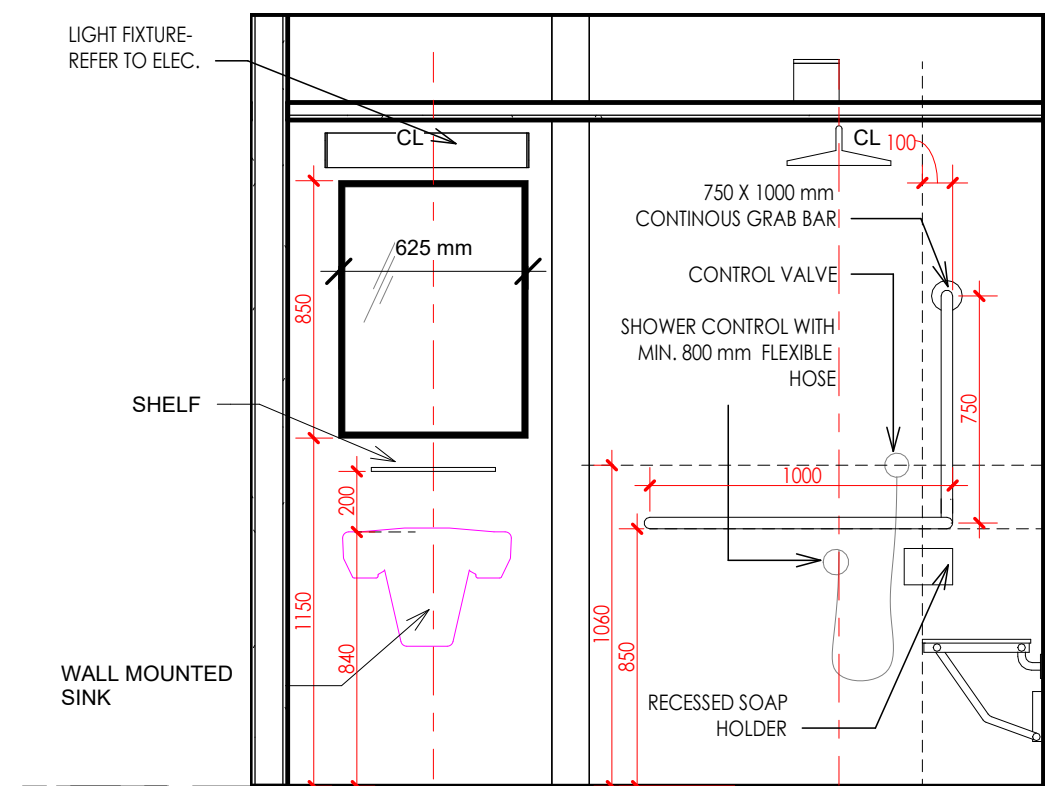 LIGHT FIXTURE-
REFER TO ELEC.
CL
CL
100
750 X 1000 mm
CONTINOUS GRAB BAR
625 mm
CONTROL VALVE
850
SHOWER CONTROL WITH
MIN. 800 mm  FLEXIBLE
HOSE
SHELF
750
1000
200
1150
840
1060
850
WALL MOUNTED
SINK
RECESSED SOAP
HOLDER